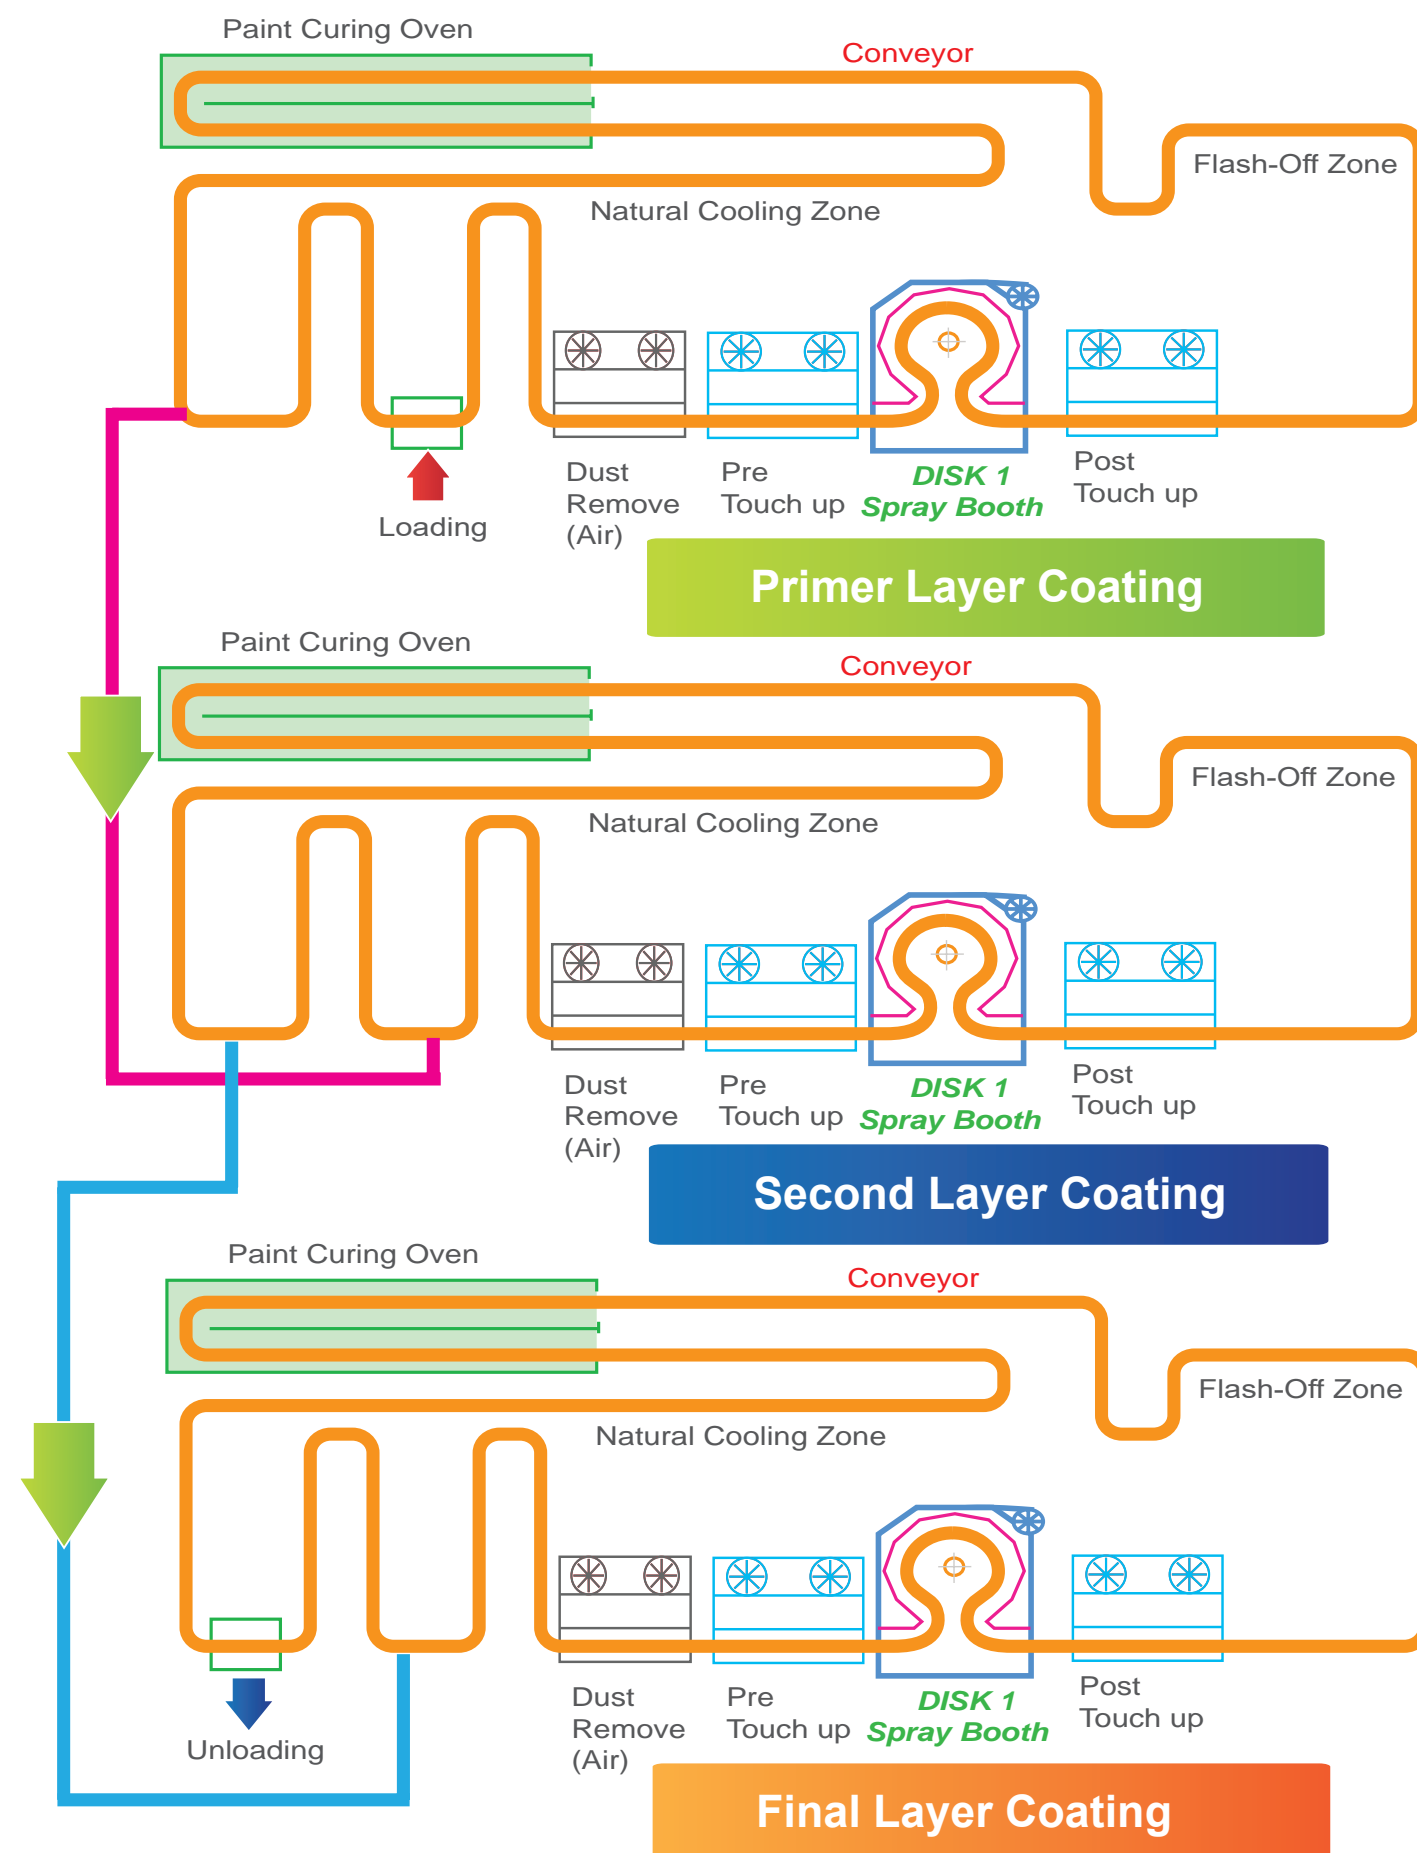 Paint Curing Oven
Conveyor
Flash-Off Zone
Natural Cooling Zone
Loading
Dust
Remove
(Air)
Pre
Touch up
DISK 1
Spray Booth
Post
Touch up
Primer Layer Coating
Paint Curing Oven
Conveyor
Flash-Off Zone
Natural Cooling Zone
Dust
Remove
(Air)
Pre
Touch up
DISK 1
Spray Booth
Post
Touch up
Second Layer Coating
Paint Curing Oven
Conveyor
Flash-Off Zone
Natural Cooling Zone
Unloading
Dust
Remove
(Air)
Pre
Touch up
DISK 1
Spray Booth
Post
Touch up
Final Layer Coating